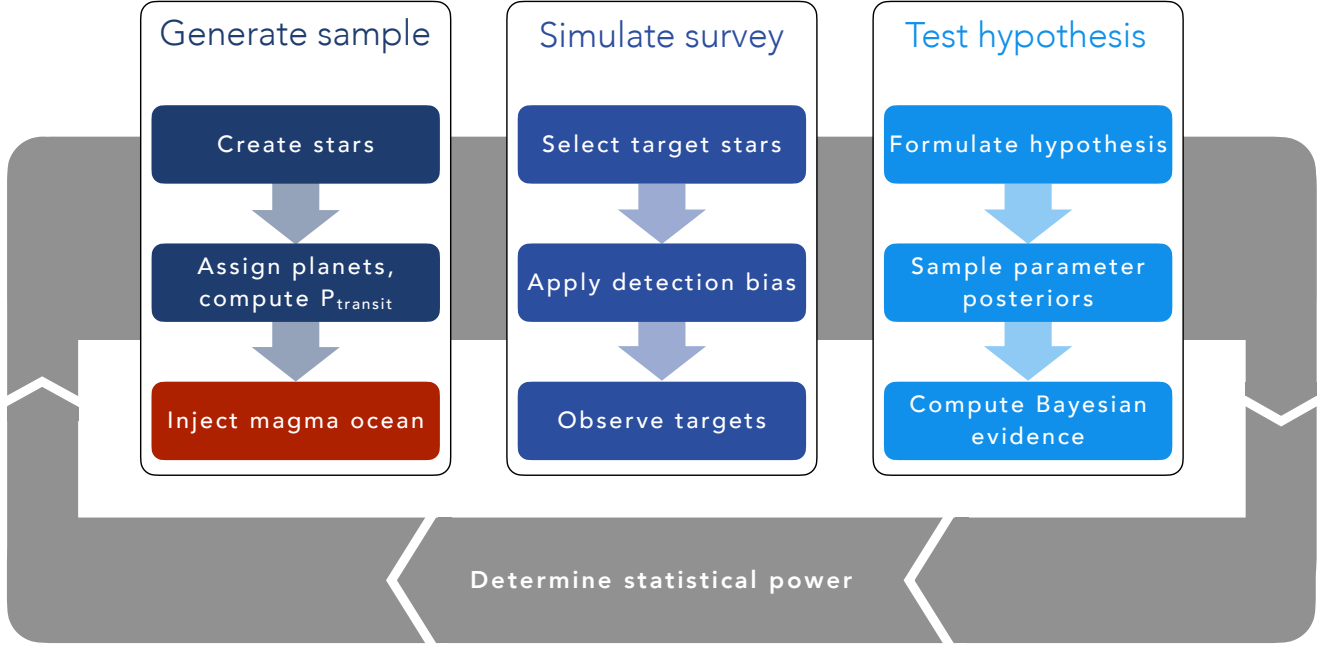 Generate sample
Create stars
Assign planets,
compute P_transit
Inject magma ocean
Simulate survey
Select target stars
Apply detection bias
Observe targets
Test hypothesis
Formulate hypothesis
Sample parameter
posteriors
Compute Bayesian
evidence
Determine statistical power